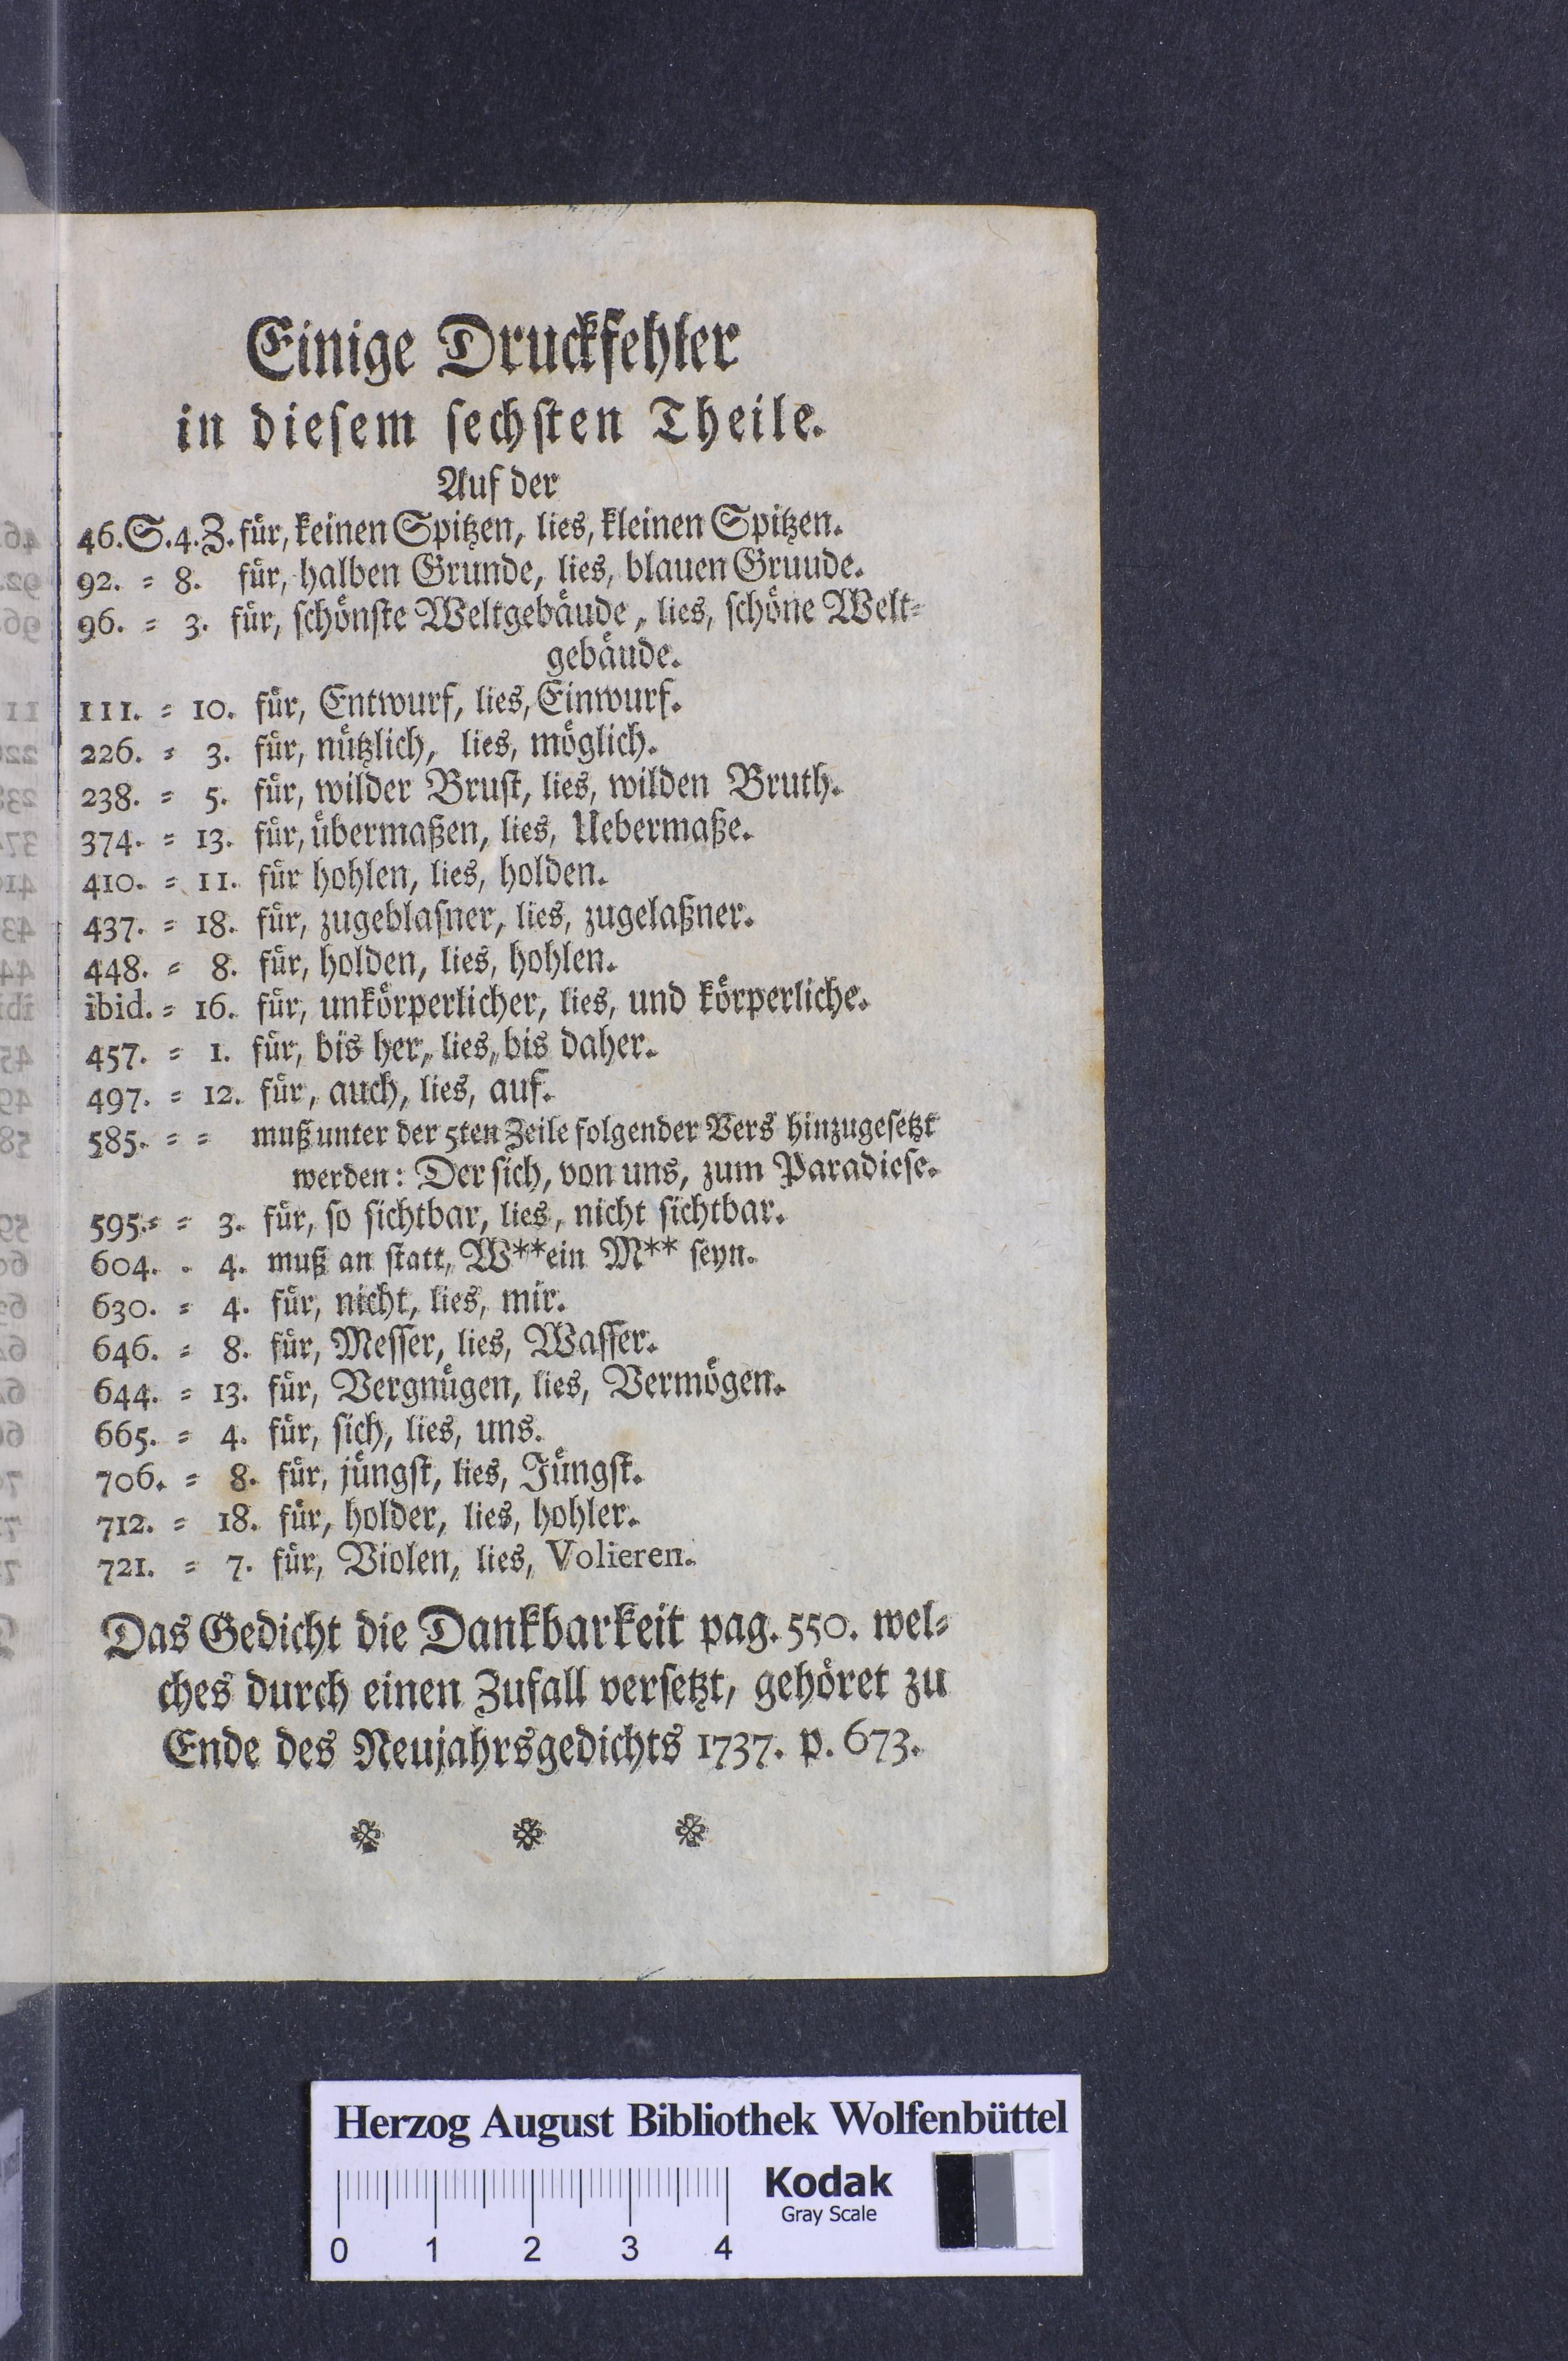 Einige Druckfehler
in dieſem ſechſten Theile.
Auf der
46. S. 4. Z. für, keinen Spitzen, lies, kleinen Spitzen.
92. = 8. für, halben Grunde, lies, blauen Gruude.
96. = 3. für, ſchönſte Weltgebäude, lies, ſchöne Welt=
gebäude.
111. = 10. für, Entwurf, lies, Einwurf.
226. = 3. für, nützlich, lies, möglich.
238. = 5. für, wilder Bruſt, lies, wilden Bruth.
374. = 13. für, übermaßen, lies, Uebermaße.
410. = 11. für hohlen, lies, holden.
437. = 18. für, zugeblaſner, lies, zugelaßner.
448. = 8. für, holden, lies, hohlen.
ibid. = 16. für, unkörperlicher, lies, und körperliche.
457. = 1. für, bis her, lies, bis daher.
497. = 12. für, auch, lies, auf.
585. = = muß unter der 5ten Zeile folgender Vers hinzugeſetzt
werden: Der ſich, von uns, zum Paradieſe.
595. = = 3. für, ſo ſichtbar, lies, nicht ſichtbar.
604. . 4. muß an ſtatt, W** ein M** ſeyn.
630. = 4. für, nicht, lies, mir.
646. = 8. für, Meſſer, lies, Waſſer.
644. = 13. für, Vergnügen, lies, Vermögen.
665. = 4. für, ſich, lies, uns.
706. = 8. für, jüngſt, lies, Jüngſt.
712. = 18. für, holder, lies, hohler.
721. = 7. für, Violen, lies, Volieren.
Das Gedicht die Dankbarkeit pag. 550. wel=
ches durch einen Zufall verſetzt, gehöret zu
Ende des Neujahrsgedichts 1737. p. 673.
Herzog August Bibliothek Wolfenbüttel
Kodak
Gray Scale
0 1 2 3 4